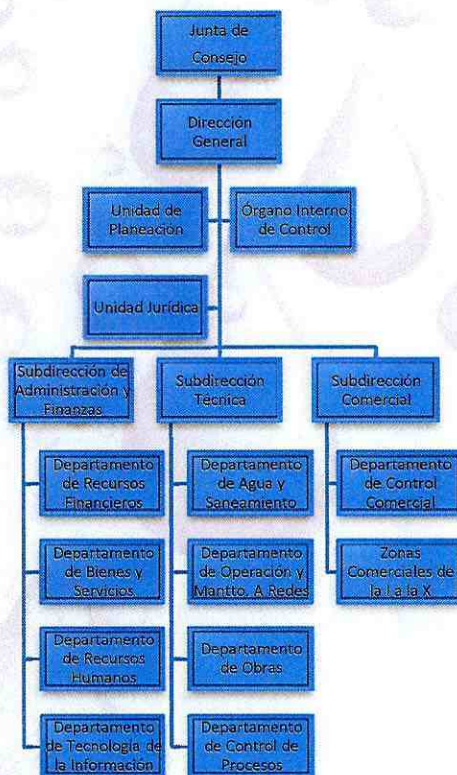 Junta de
Consejo
Dirección
General
Unidad de
Planeación
Órgano Interno
de Control
Unidad Jurídica
Subdirección de
Administración y
Finanzas
Subdirección
Técnica
Subdirección
Comercial
Departamento
de Recursos
Financieros
Departamento
de Agua y
Saneamiento
Departamento
de Control
Comercial
Departamento
de Bienes y
Servicios
Departamento
de Operación y
Mantto. A Redes
Zonas
Comerciales de
la I a la X
Departamento
de Recursos
Humanos
Departamento
de Obras
Departamento
de Tecnología de
la Información
Departamento
de Control de
Procesos